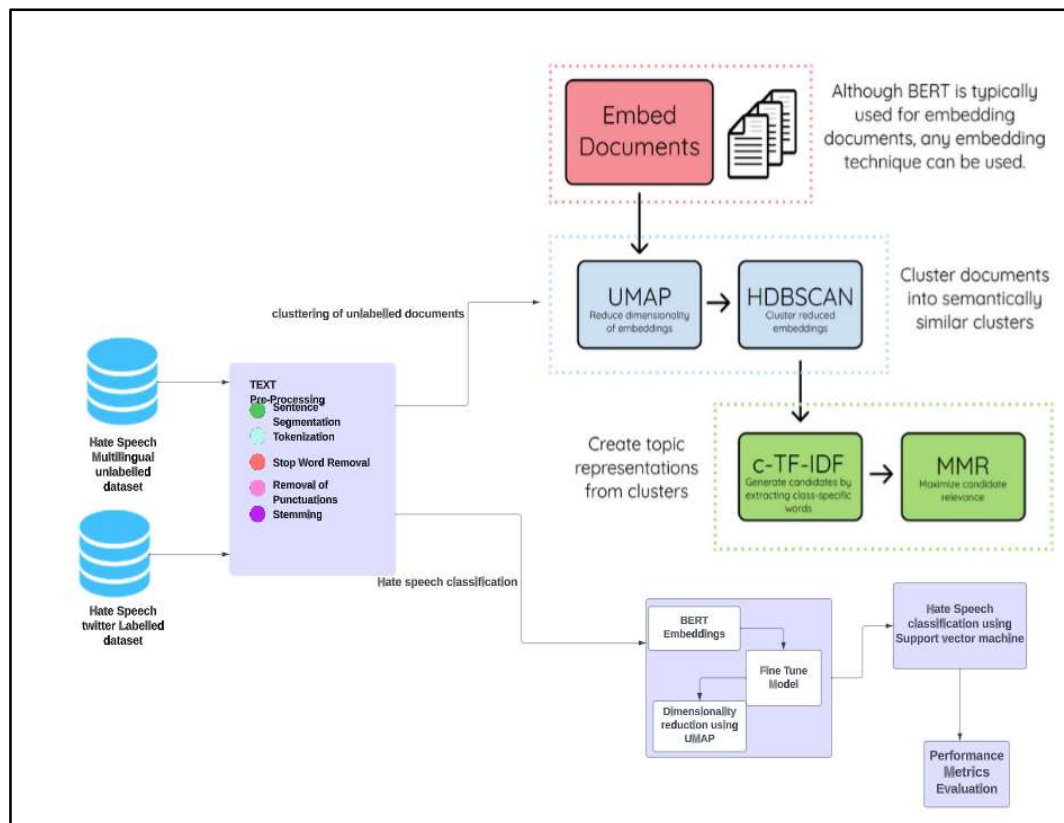 Embed
Documents
Although BERT is typically
used for embedding
documents, any embedding
technique can be used.
UMAP
Reduce dimensionality
of embeddings
HDBSCAN
Cluster reduced
embeddings
Cluster documents
into semantically
similar clusters
clusttering of unlabelled documents
TEXT
Pre-Processing
Sentence
Segmentation
Tokenization
Stop Word Removal
Removal of
Punctuations
Stemming
Hate Speech
Multilingual
unlabelled
dataset
Hate Speech
twitter Labelled
dataset
Create topic
representations
from clusters
c-TF-IDF
Generate candidates by
extracting class-specific
words
MMR
Maximize candidate
relevance
Hate speech classification
BERT
Embeddings
Fine Tune
Model
Dimensionality
reduction using
UMAP
Hate Speech
classification using
Support vector machine
Performance
Metrics
Evaluation